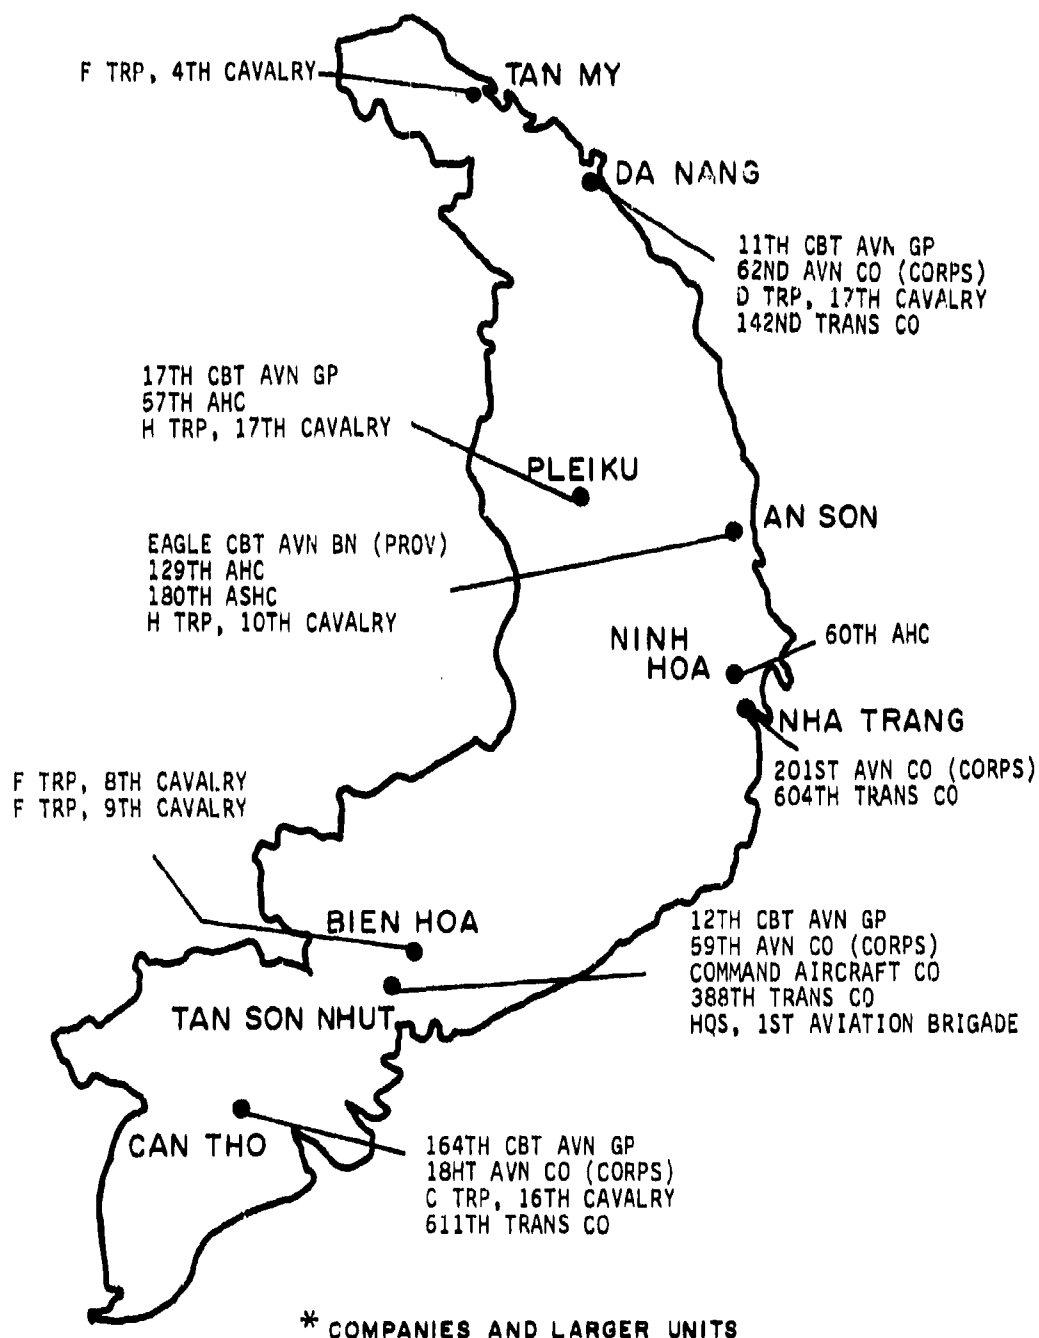 F TRP, 4TH CAVALRY
TAN MY
DA NANG
11TH CBT AVN GP
62ND AVN CO (CORPS)
D TRP, 17TH CAVALRY
142ND TRANS CO
17TH CBT AVN GP
57TH AHC
H TRP, 17TH CAVALRY
PLEIKU
AN SON
EAGLE CBT AVN BN (PROV)
129TH AHC
180TH ASHC
H TRP, 10TH CAVALRY
NINH
HOA
60TH AHC
NHA TRANG
201ST AVN CO (CORPS)
604TH TRANS CO
F TRP, 8TH CAVALRY
F TRP, 9TH CAVALRY
BIEN HOA
12TH CBT AVN GP
59TH AVN CO (CORPS)
COMMAND AIRCRAFT CO
388TH TRANS CO
HQS, 1ST AVIATION BRIGADE
TAN SON NHUT
CAN THO
164TH CBT AVN GP
18HT AVN CO (CORPS)
C TRP, 16TH CAVALRY
611TH TRANS CO
* COMPANIES AND LARGER UNITS